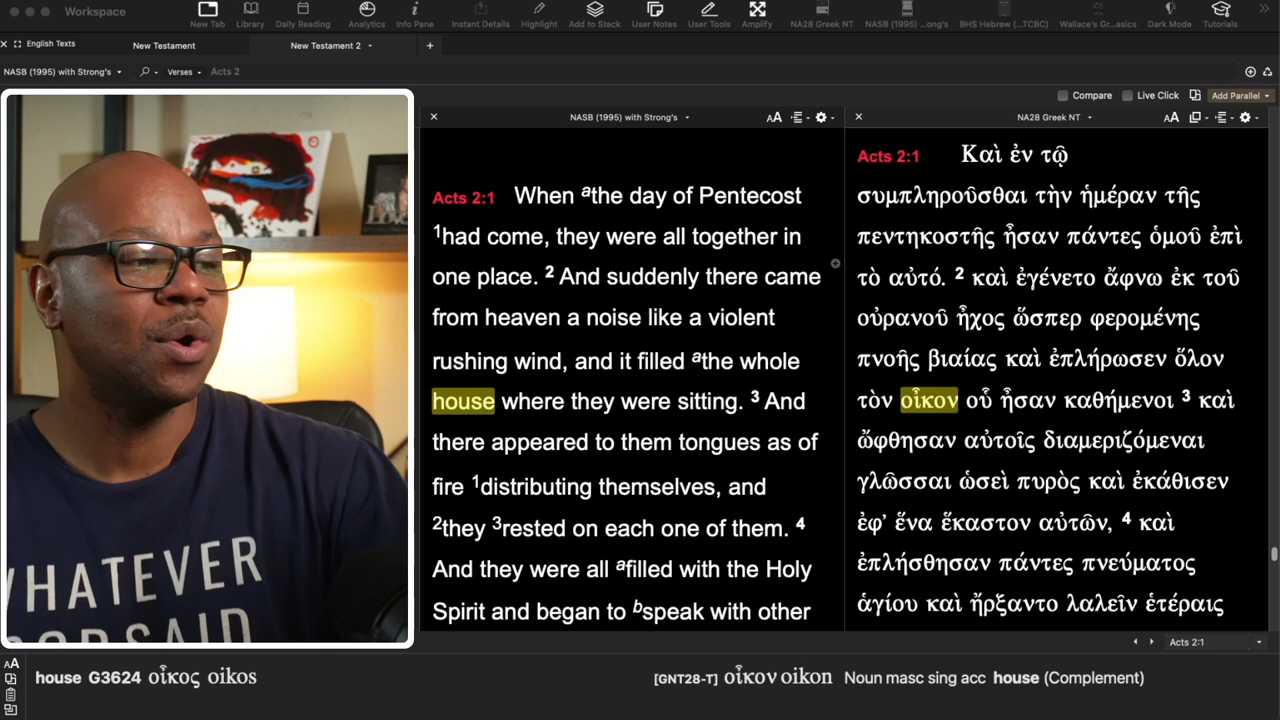 Workspace
New Tab
Library
Daily Reading
Analytics
Info Pane
Instant Details
Highlight
Add to Stack
User Notes
User Tools
Amplify
NA28 Greek NT
NASB (1995) ...ong's
BHS Hebrew (...TCBC)
Wallace's Gr...asics
Dark Mode
Tutorials
English Texts
New Testament
New Testament 2
NASB (1995) with Strong's
Verses
Acts 2
Compare
Live Click
Add Parallel
NASB (1995) with Strong's
Acts 2:1 When ᵃthe day of Pentecost
¹had come, they were all together in
one place. ² And suddenly there came
from heaven a noise like a violent
rushing wind, and it filled ᵃthe whole
house where they were sitting. ³ And
there appeared to them tongues as of
fire ¹distributing themselves, and
²they ³rested on each one of them. ⁴
And they were all ᵃfilled with the Holy
Spirit and began to ᵇspeak with other
NA28 Greek NT
Acts 2:1 Καὶ ἐν τῷ
συμπληροῦσθαι τὴν ἡμέραν τῆς
πεντηκοστῆς ἦσαν πάντες ὁμοῦ ἐπὶ
τὸ αὐτό. ² καὶ ἐγένετο ἄφνω ἐκ τοῦ
οὐρανοῦ ἦχος ὥσπερ φερομένης
πνοῆς βιαίας καὶ ἐπλήρωσεν ὅλον
τὸν οἶκον οὗ ἦσαν καθήμενοι ³ καὶ
ὤφθησαν αὐτοῖς διαμεριζόμεναι
γλῶσσαι ὡσεὶ πυρὸς καὶ ἐκάθισεν
ἐφ’ ἕνα ἕκαστον αὐτῶν, ⁴ καὶ
ἐπλήσθησαν πάντες πνεύματος
ἁγίου καὶ ἤρξαντο λαλεῖν ἑτέραις
Acts 2:1
WHATEVER
house G3624 οἶκος oikos
[GNT28-T] οἶκον oikon Noun masc sing acc house (Complement)